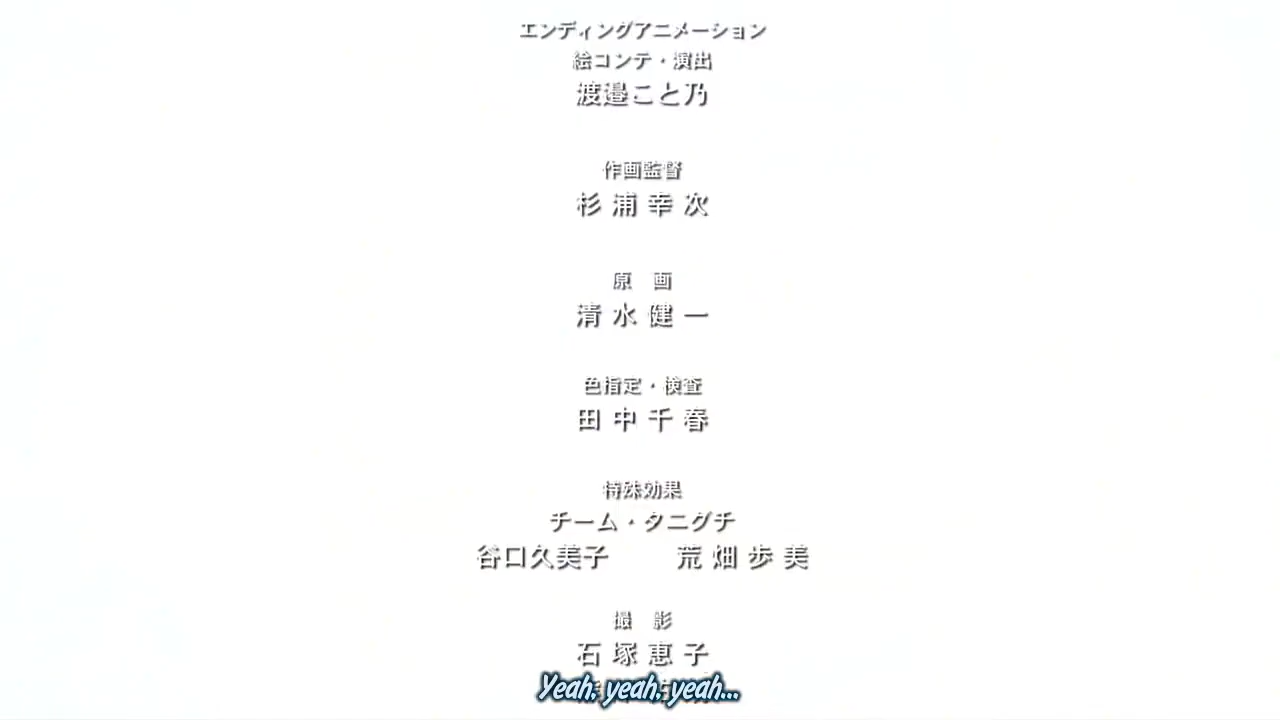 エンディングアニメーション
絵コンテ・演出
渡邉こと乃
作画監督
杉浦幸次
原 画
清水健一
色指定・検査
田中千春
特殊効果
チーム・タニグチ
谷口久美子 荒畑歩美
撮 影
石塚恵子
Yeah, yeah, yeah...